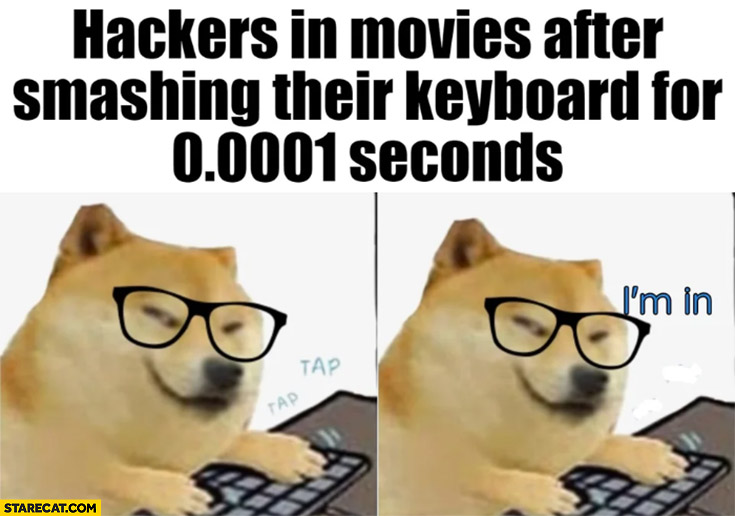 Hackers in movies after
smashing their keyboard for
0.0001 seconds
TAP
TAP
I'm in
STARECAT.COM